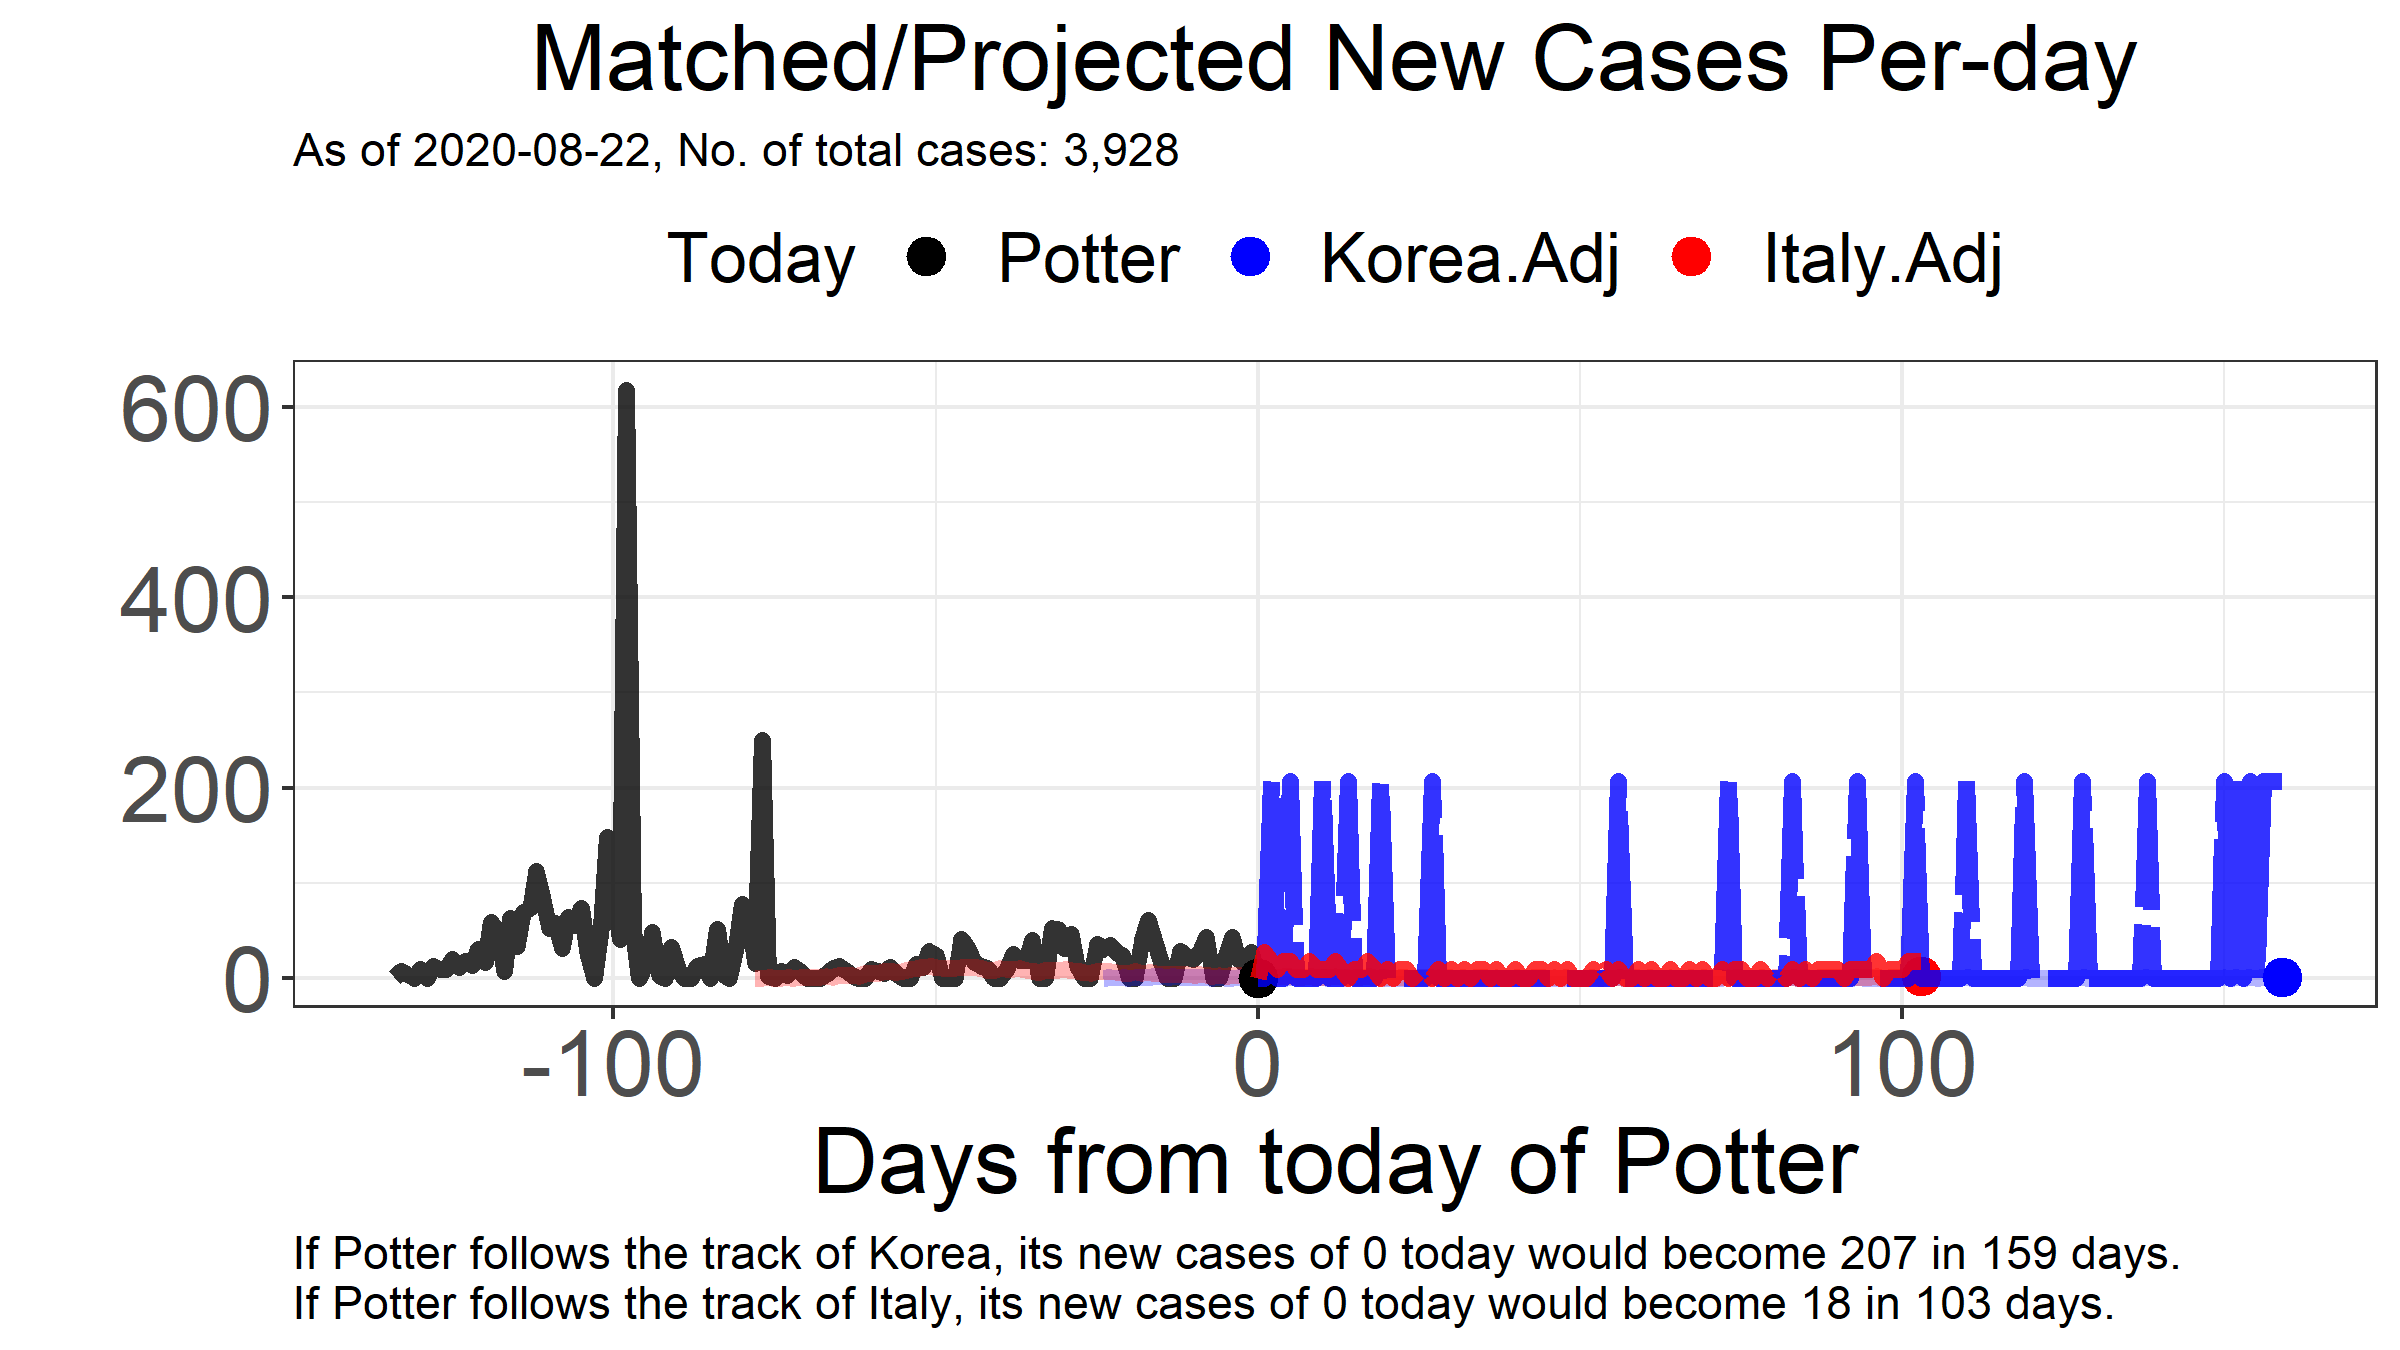 Matched/Projected New Cases Per-day
As of 2020-08-22, No. of total cases: 3,928
Today Potter Korea.Adj Italy.Adj
600
400
200
0
-100 0 100
Days from today of Potter
If Potter follows the track of Korea, its new cases of 0 today would become 207 in 159 days.
If Potter follows the track of Italy, its new cases of 0 today would become 18 in 103 days.